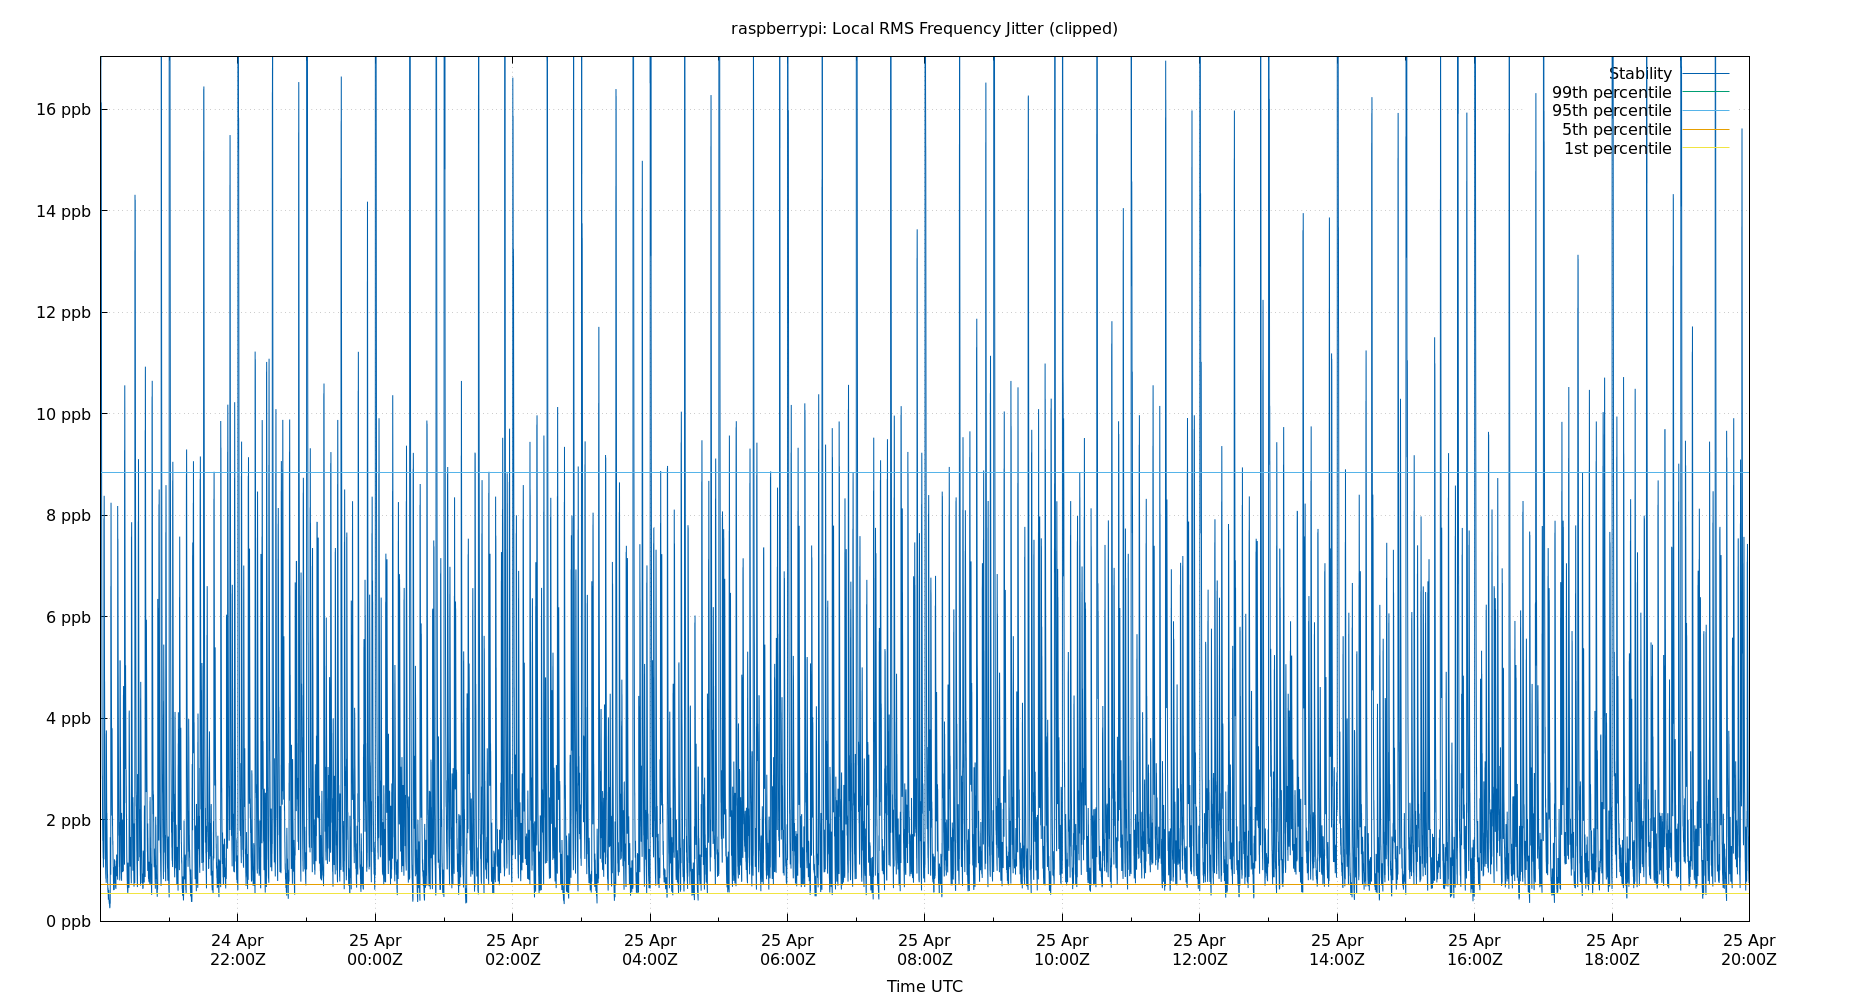 raspberrypi: Local RMS Frequency Jitter (clipped)
Stability
99th percentile
95th percentile
5th percentile
1st percentile
16 ppb
14 ppb
12 ppb
10 ppb
8 ppb
6 ppb
4 ppb
2 ppb
0 ppb
24 Apr 25 Apr 25 Apr 25 Apr 25 Apr 25 Apr 25 Apr 25 Apr 25 Apr 25 Apr 25 Apr 25 Apr
22:00Z 00:00Z 02:00Z 04:00Z 06:00Z 08:00Z 10:00Z 12:00Z 14:00Z 16:00Z 18:00Z 20:00Z
Time UTC